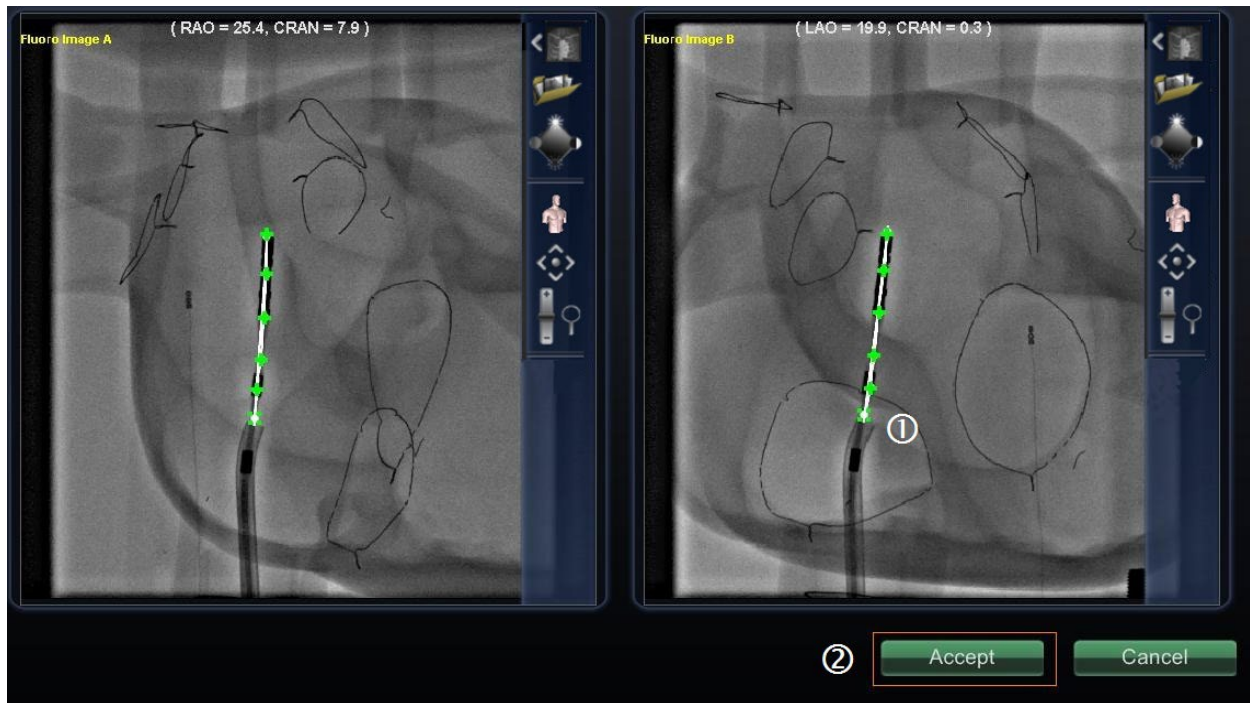 ( RAO = 25.4, CRAN = 7.9 )
Fluoro Image A
( LAO = 19.9, CRAN = 0.3 )
Fluoro Image B
①
②
Accept
Cancel